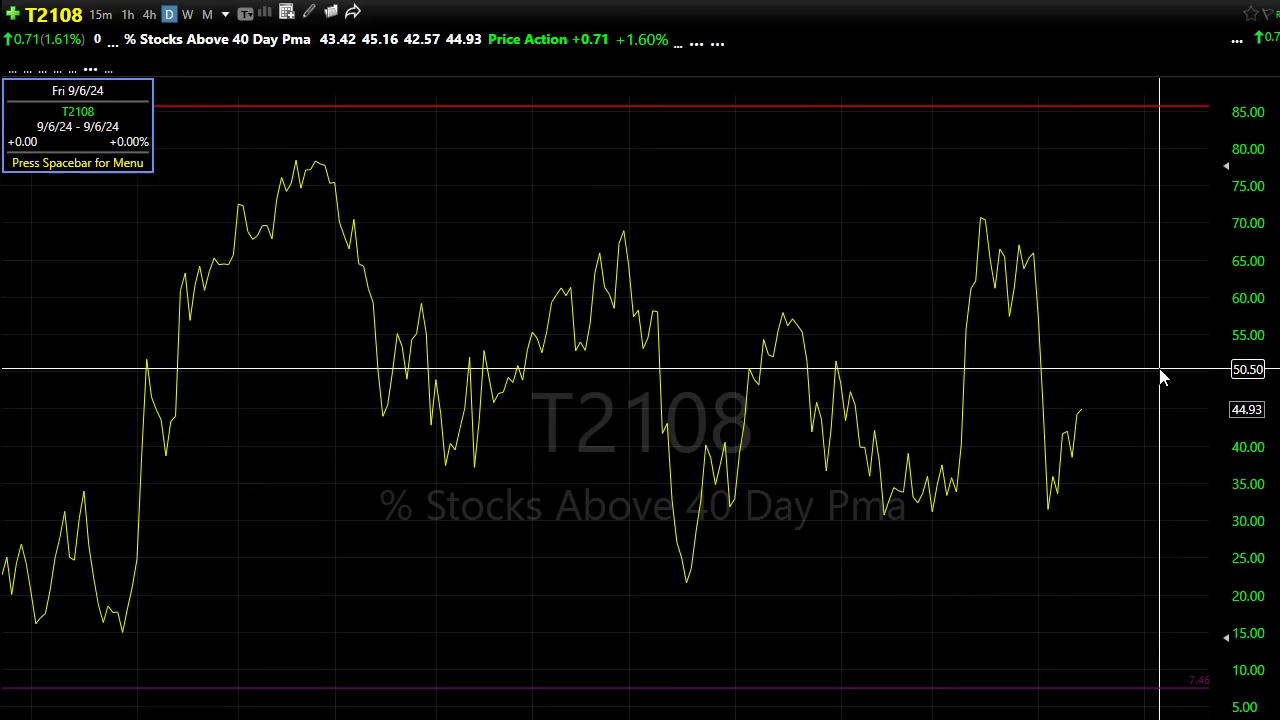 T2108 15m 1h 4h D W M T
0.71(1.61%) 0 ... % Stocks Above 40 Day Pma 43.42 45.16 42.57 44.93 Price Action +0.71 +1.60% ... ... ... ... 0.7
... ... ... ... ... ... ...
Fri 9/6/24
T2108
9/6/24 - 9/6/24
+0.00 +0.00%
Press Spacebar for Menu
85.00
80.00
75.00
70.00
65.00
60.00
55.00
50.50
44.93
40.00
35.00
30.00
25.00
20.00
15.00
10.00
7.46
5.00
T2108
% Stocks Above 40 Day Pma